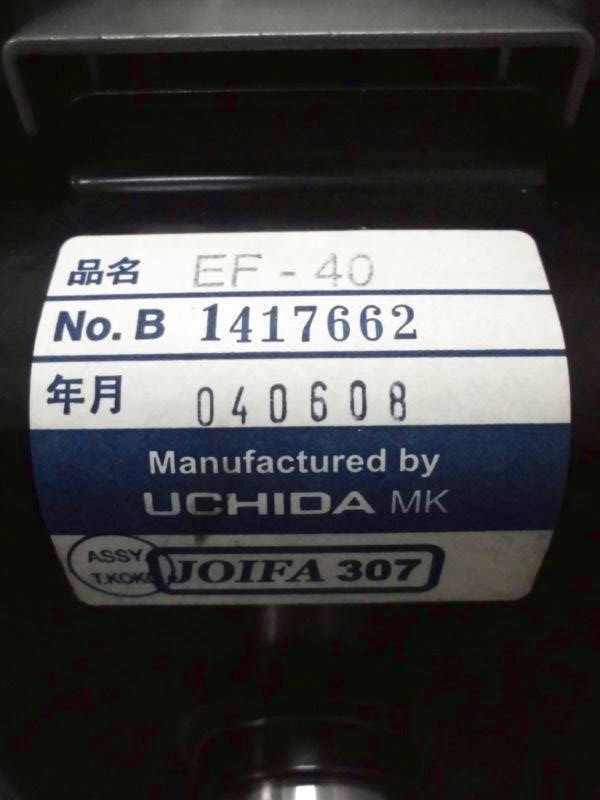 品名 EF - 40
No. B 1417662
年月 040608
Manufactured by
UCHIDA MK
ASSY
JOIFA 307